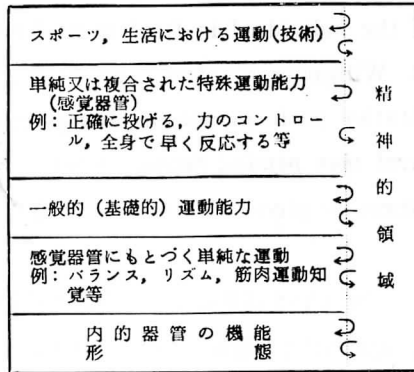 スポーツ，生活における運動(技術)
単純又は複合された特殊運動能力
(感覚器管)
例：正確に投げる，力のコントロー
ル，全身で早く反応する等
一般的（基礎的）運動能力
感覚器管にもとづく単純な運動
例：バランス，リズム，筋肉運動知
覚等
内的器管の機能
形態
精神的領域